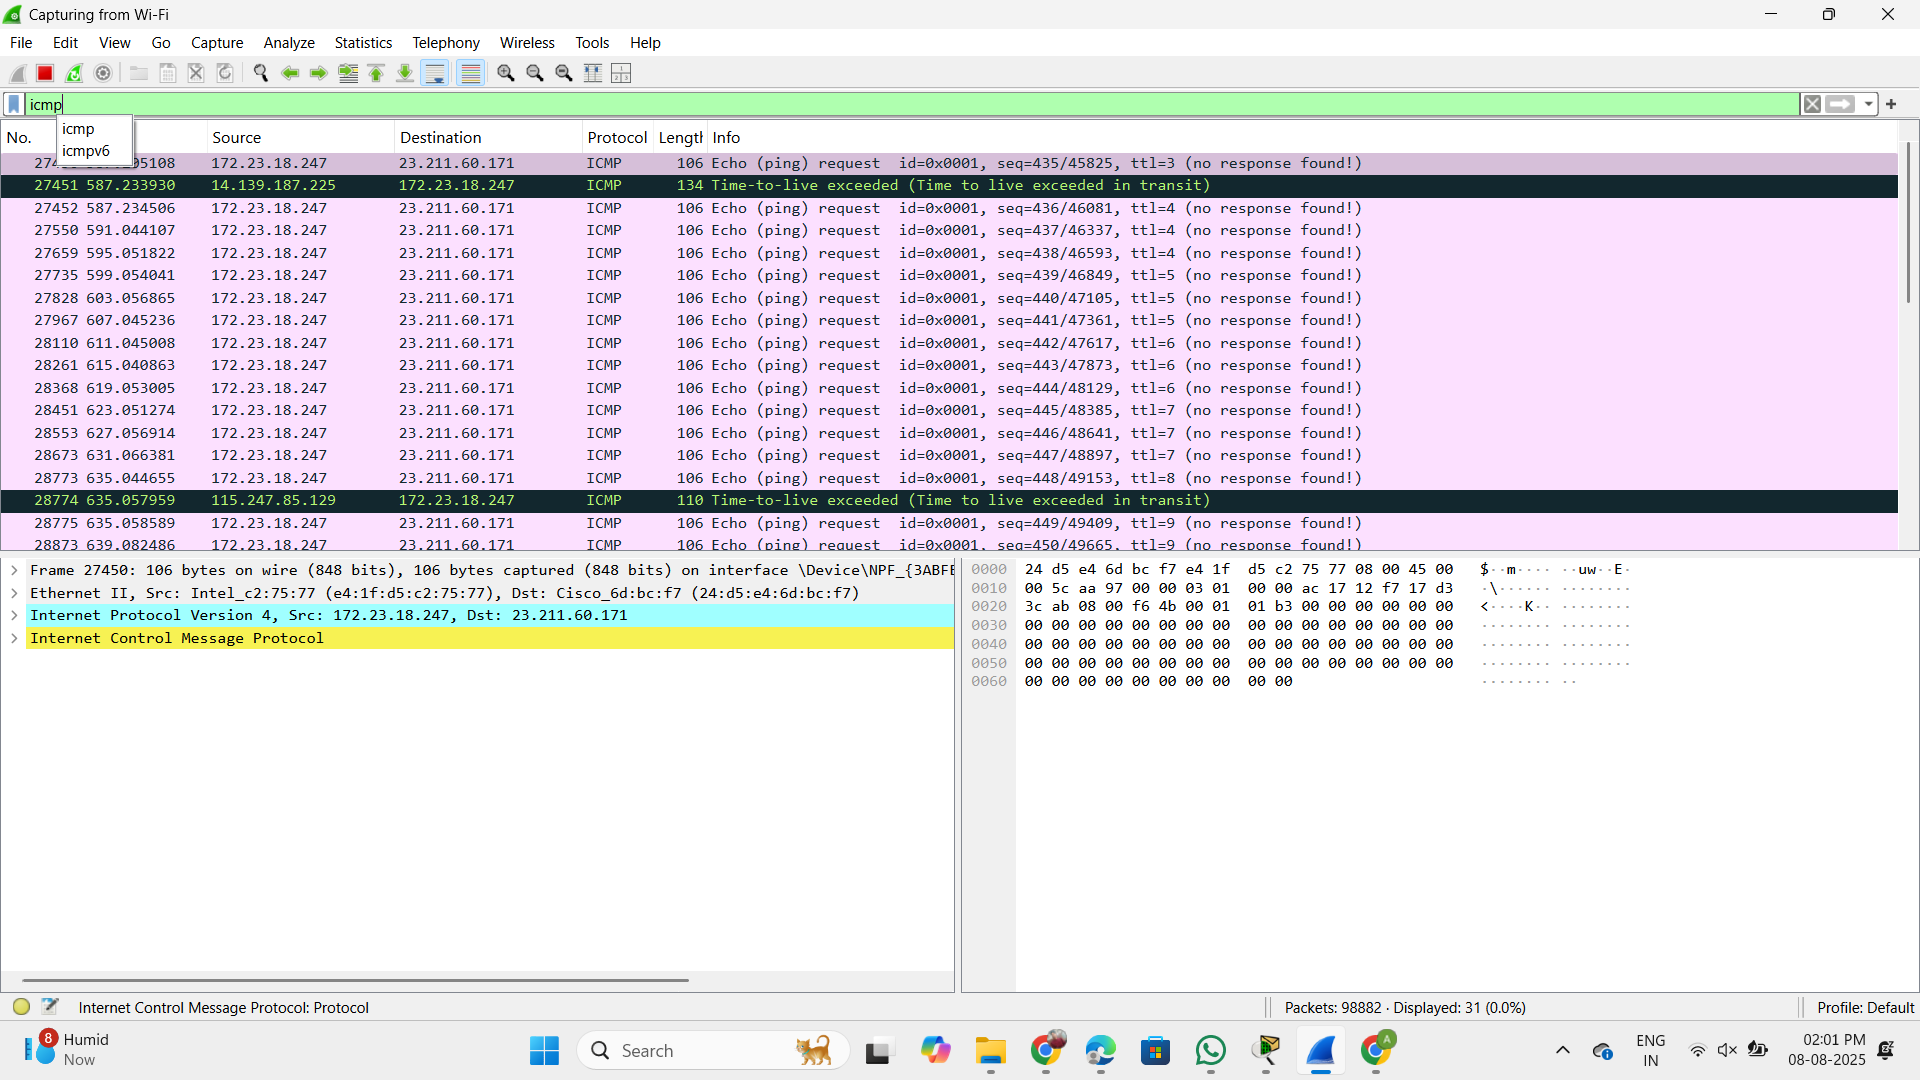 Capturing from Wi-Fi
File Edit View Go Capture Analyze Statistics Telephony Wireless Tools Help
icmp
icmp
icmpv6
No. Source Destination Protocol Length Info
172.23.18.247 23.211.60.171 ICMP 106 Echo (ping) request id=0x0001, seq=435/45825, ttl=3 (no response found!)
27451 587.233930 14.139.187.225 172.23.18.247 ICMP 134 Time-to-live exceeded (Time to live exceeded in transit)
27452 587.234506 172.23.18.247 23.211.60.171 ICMP 106 Echo (ping) request id=0x0001, seq=436/46081, ttl=4 (no response found!)
27550 591.044107 172.23.18.247 23.211.60.171 ICMP 106 Echo (ping) request id=0x0001, seq=437/46337, ttl=4 (no response found!)
27659 595.051822 172.23.18.247 23.211.60.171 ICMP 106 Echo (ping) request id=0x0001, seq=438/46593, ttl=4 (no response found!)
27735 599.054041 172.23.18.247 23.211.60.171 ICMP 106 Echo (ping) request id=0x0001, seq=439/46849, ttl=5 (no response found!)
27828 603.056865 172.23.18.247 23.211.60.171 ICMP 106 Echo (ping) request id=0x0001, seq=440/47105, ttl=5 (no response found!)
27967 607.045236 172.23.18.247 23.211.60.171 ICMP 106 Echo (ping) request id=0x0001, seq=441/47361, ttl=5 (no response found!)
28110 611.045008 172.23.18.247 23.211.60.171 ICMP 106 Echo (ping) request id=0x0001, seq=442/47617, ttl=6 (no response found!)
28261 615.040863 172.23.18.247 23.211.60.171 ICMP 106 Echo (ping) request id=0x0001, seq=443/47873, ttl=6 (no response found!)
28368 619.053005 172.23.18.247 23.211.60.171 ICMP 106 Echo (ping) request id=0x0001, seq=444/48129, ttl=6 (no response found!)
28451 623.051274 172.23.18.247 23.211.60.171 ICMP 106 Echo (ping) request id=0x0001, seq=445/48385, ttl=7 (no response found!)
28553 627.056914 172.23.18.247 23.211.60.171 ICMP 106 Echo (ping) request id=0x0001, seq=446/48641, ttl=7 (no response found!)
28673 631.066381 172.23.18.247 23.211.60.171 ICMP 106 Echo (ping) request id=0x0001, seq=447/48897, ttl=7 (no response found!)
28773 635.044655 172.23.18.247 23.211.60.171 ICMP 106 Echo (ping) request id=0x0001, seq=448/49153, ttl=8 (no response found!)
28774 635.057959 115.247.85.129 172.23.18.247 ICMP 110 Time-to-live exceeded (Time to live exceeded in transit)
28775 635.058589 172.23.18.247 23.211.60.171 ICMP 106 Echo (ping) request id=0x0001, seq=449/49409, ttl=9 (no response found!)
28873 639.082486 172.23.18.247 23.211.60.171 ICMP 106 Echo (ping) request id=0x0001, seq=450/49665, ttl=9 (no response found!)
Frame 27450: 106 bytes on wire (848 bits), 106 bytes captured (848 bits) on interface \Device\NPF_{3ABFE
Ethernet II, Src: Intel_c2:75:77 (e4:1f:d5:c2:75:77), Dst: Cisco_6d:bc:f7 (24:d5:e4:6d:bc:f7)
Internet Protocol Version 4, Src: 172.23.18.247, Dst: 23.211.60.171
Internet Control Message Protocol
0000 24 d5 e4 6d bc f7 e4 1f d5 c2 75 77 08 00 45 00 $··m···· ··uw··E·
0010 00 5c aa 97 00 00 03 01 00 00 ac 17 12 f7 17 d3 ·\······ ········
0020 3c ab 08 00 f6 4b 00 01 01 b3 00 00 00 00 00 00 <····K·· ········
0030 00 00 00 00 00 00 00 00 00 00 00 00 00 00 00 00 ········ ········
0040 00 00 00 00 00 00 00 00 00 00 00 00 00 00 00 00 ········ ········
0050 00 00 00 00 00 00 00 00 00 00 00 00 00 00 00 00 ········ ········
0060 00 00 00 00 00 00 00 00 00 00 ········ ··
Internet Control Message Protocol: Protocol
Packets: 98882 · Displayed: 31 (0.0%)
Profile: Default
8
Humid
Now
Search
A
ENG
IN
02:01 PM
08-08-2025